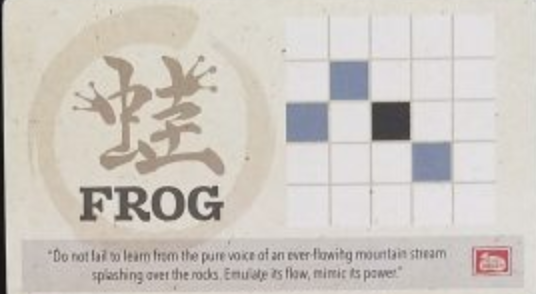 蛙
FROG
"Do not fail to learn from the pure voice of an ever-flowing mountain stream
splashing over the rocks. Emulate its flow, mimic its power."